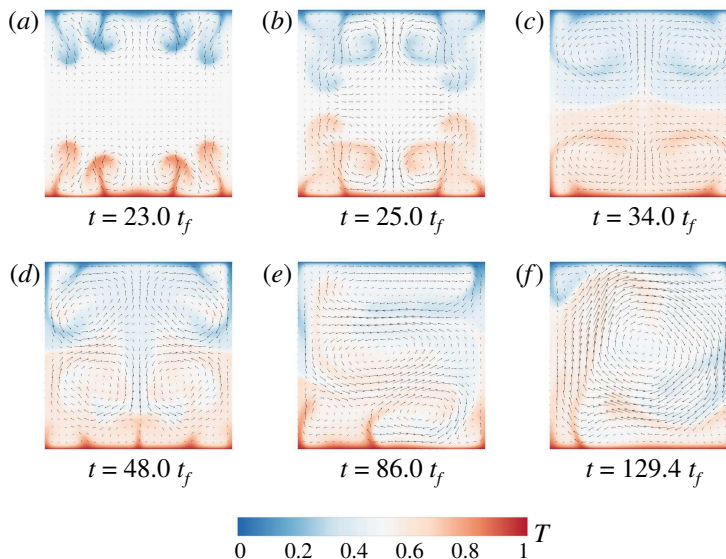 (a) (b) (c)
t = 23.0 t_f t = 25.0 t_f t = 34.0 t_f
(d) (e) (f)
t = 48.0 t_f t = 86.0 t_f t = 129.4 t_f
T
0 0.2 0.4 0.6 0.8 1